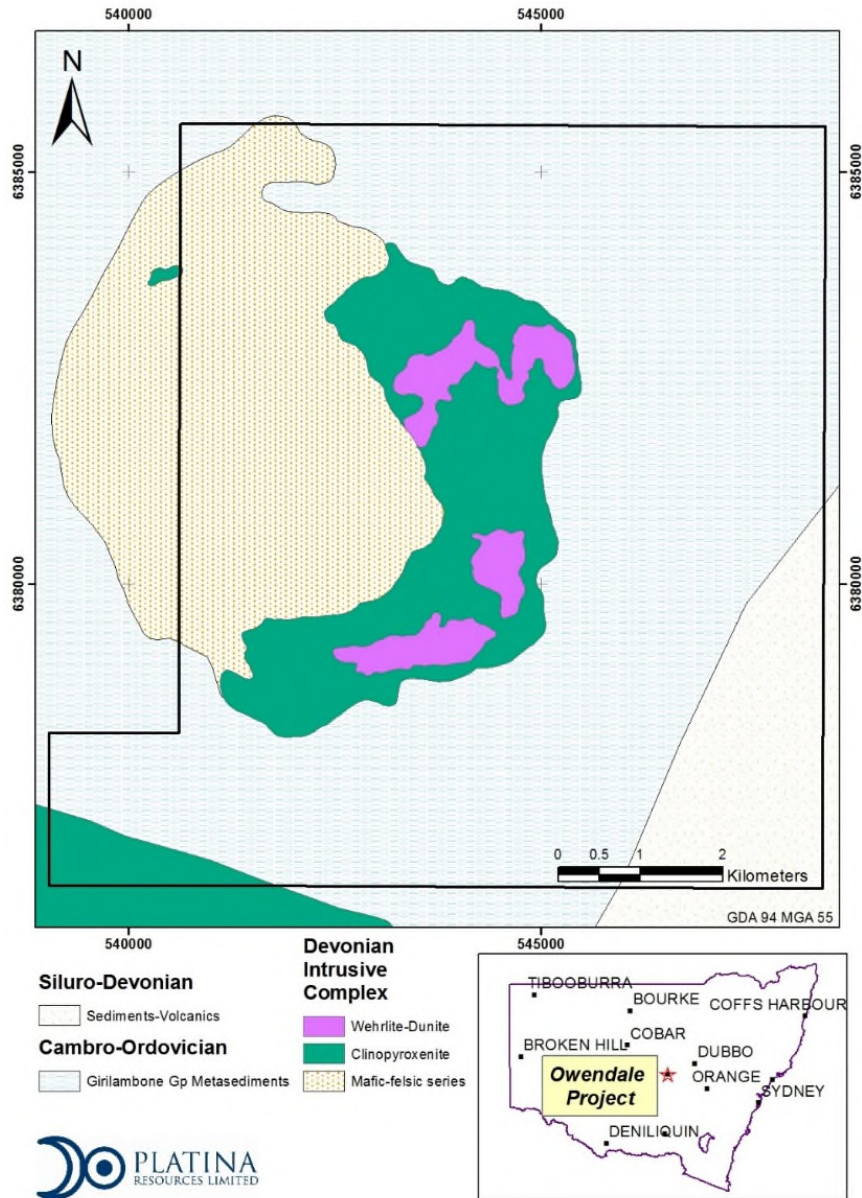 540000
545000
N
6385000
6385000
6380000
6380000
0 0.5 1 2
Kilometers
GDA 94 MGA 55
540000
545000
Siluro-Devonian
Sediments-Volcanics
Cambro-Ordovician
Girilambone Gp Metasediments
Devonian
Intrusive
Complex
Wehrlite-Dunite
Clinopyroxenite
Mafic-felsic series
TIBOOBURRA
BOURKE
COFFS HARBOUR
COBAR
BROKEN HILL
DUBBO
Owendale
Project
ORANGE
SYDNEY
DENILIQUIN
PLATINA
RESOURCES LIMITED